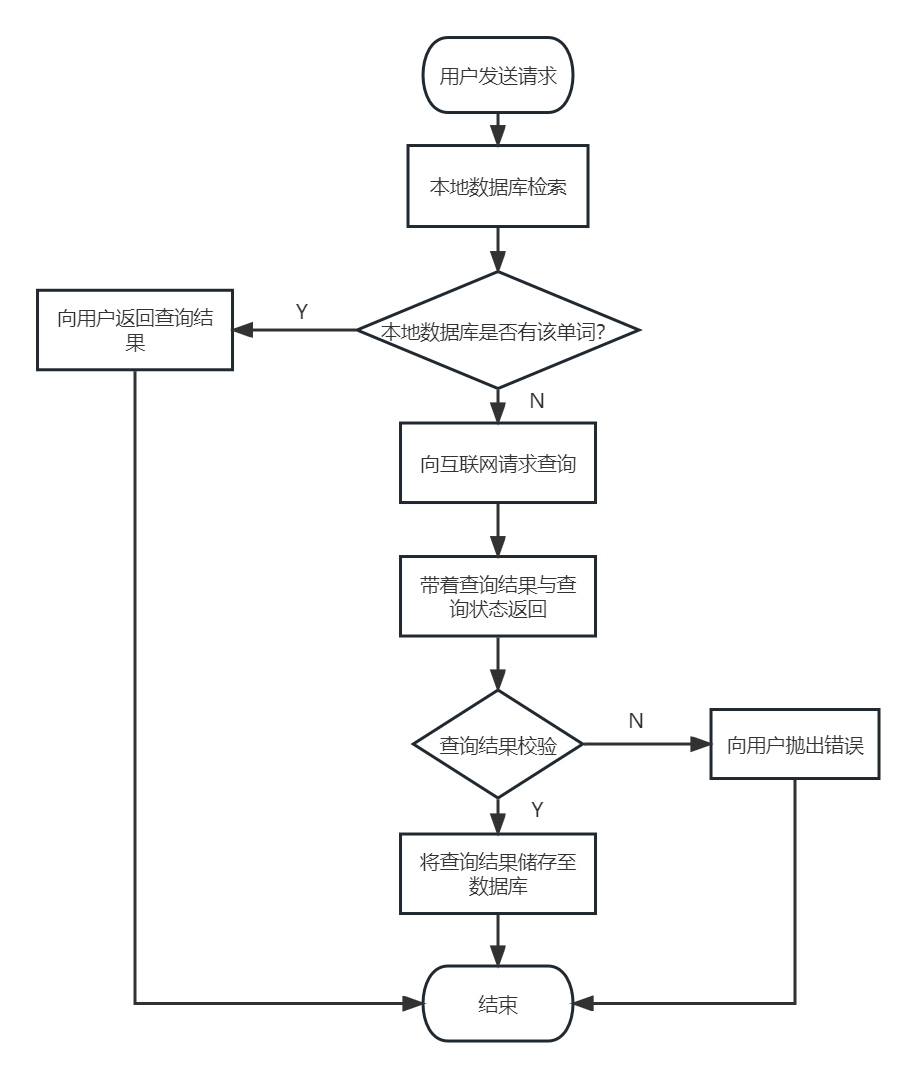 用户发送请求
本地数据库检索
向用户返回查询结
果
Y
本地数据库是否有该单词?
N
向互联网请求查询
带着查询结果与查
询状态返回
查询结果校验
N
向用户抛出错误
Y
将查询结果储存至
数据库
结束